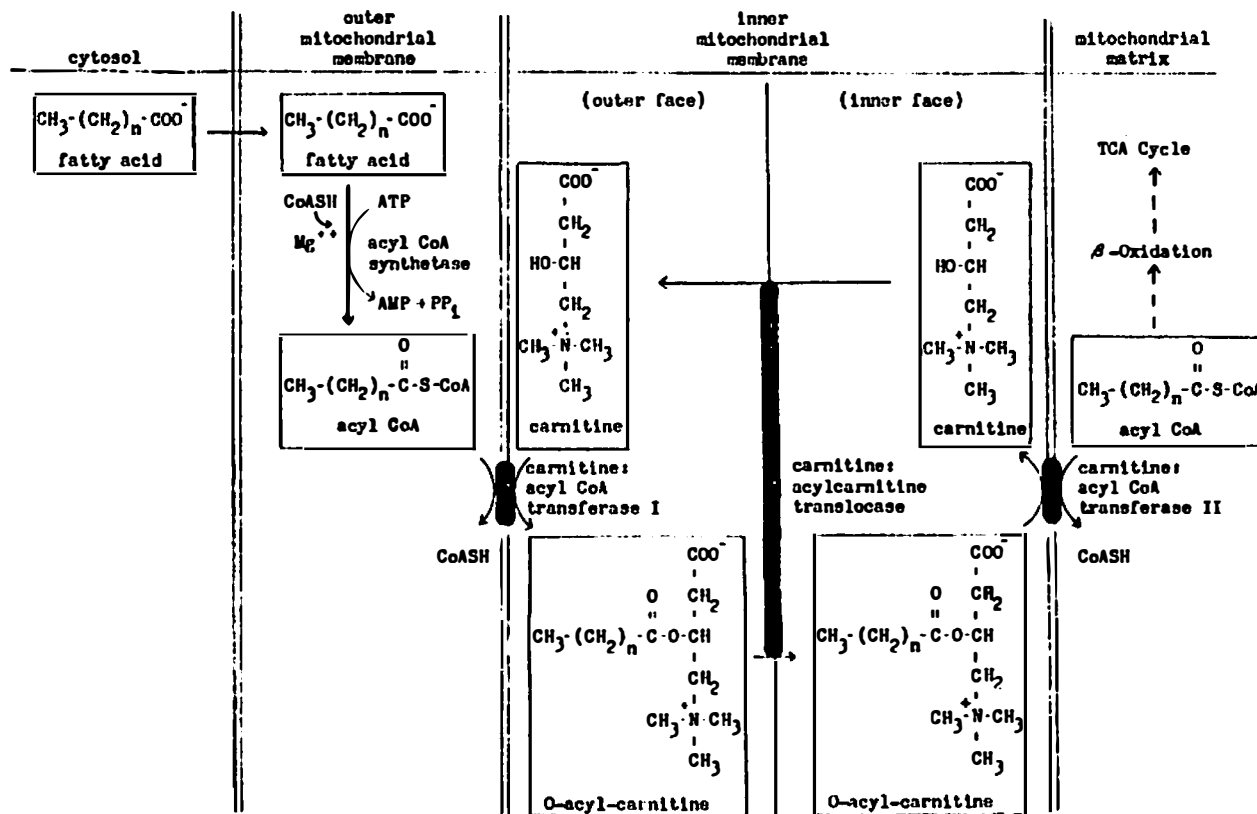 cytosol
outer
mitochondrial
membrane
inner
mitochondrial
membrane
mitochondrial
matrix
(outer face)
(inner face)
CH₃-(CH₂)ₙ-COO⁻
fatty acid
CH₃-(CH₂)ₙ-COO⁻
fatty acid
CoASH
ATP
Mg⁺⁺
acyl CoA
synthetase
AMP + PPi
O
CH₃-(CH₂)ₙ-C-S-CoA
acyl CoA
COO⁻
CH₂
HO-CH
CH₂
CH₃-N⁺-CH₃
CH₃
carnitine
COO⁻
CH₂
HO-CH
CH₂
CH₃-N⁺-CH₃
CH₃
carnitine
TCA Cycle
β-Oxidation
O
CH₃-(CH₂)ₙ-C-S-CoA
acyl CoA
carnitine:
acyl CoA
transferase I
CoASH
carnitine:
acylcarnitine
translocase
carnitine:
acyl CoA
transferase II
CoASH
COO⁻
O CH₂
CH₃-(CH₂)ₙ-C-O-CH
CH₂
CH₃-N⁺-CH₃
CH₃
O-acyl-carnitine
COO⁻
O CH₂
CH₃-(CH₂)ₙ-C-O-CH
CH₂
CH₃-N⁺-CH₃
CH₃
O-acyl-carnitine